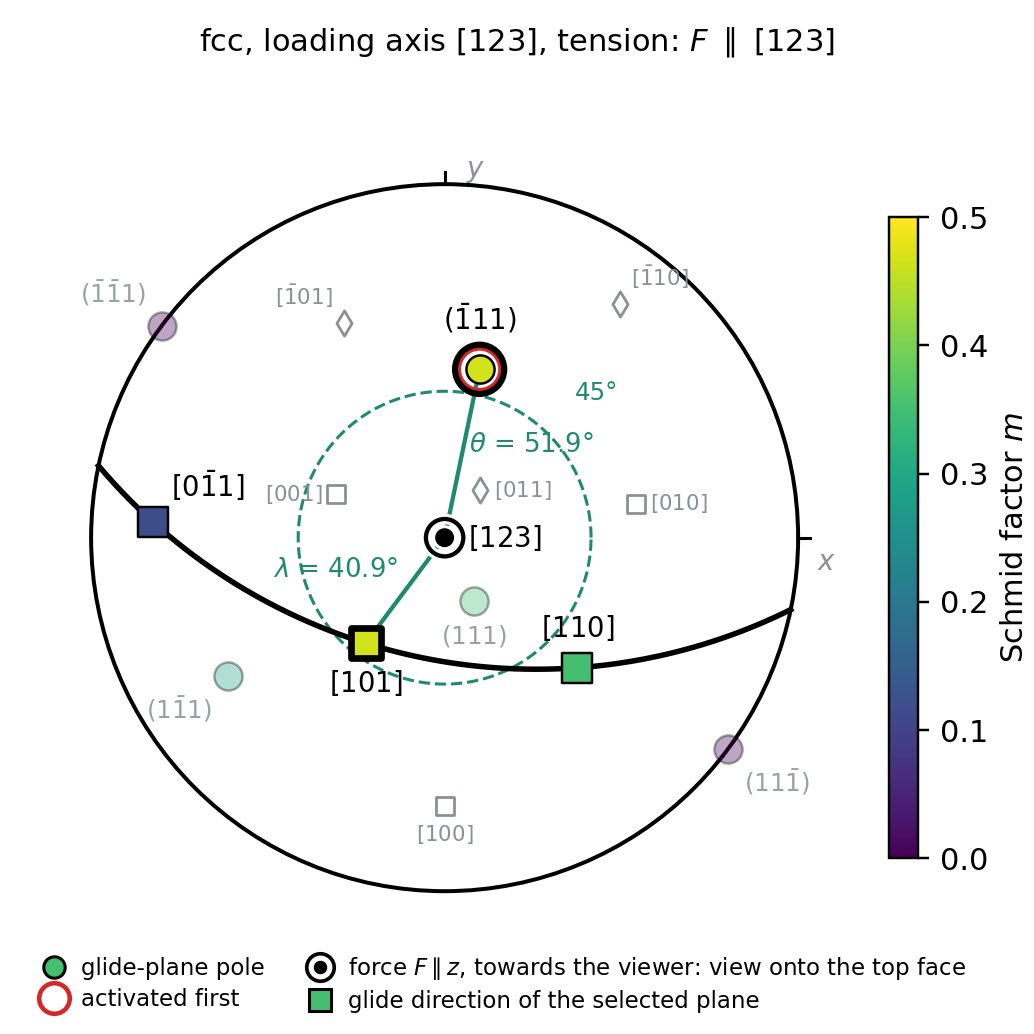 fcc, loading axis [123], tension: F ∥ [123]
y
[1̄01]
[1̄10]
(1̄1̄1)
(1̄11)
45°
θ = 51.9°
[01̄1]
[001]
[011]
[010]
[123]
x
λ = 40.9°
(111)
[110]
[101]
(11̄1)
(111̄)
[100]
0.5
0.4
0.3
0.2
0.1
0.0
Schmid factor m
glide-plane pole
force F ∥ z, towards the viewer: view onto the top face
activated first
glide direction of the selected plane